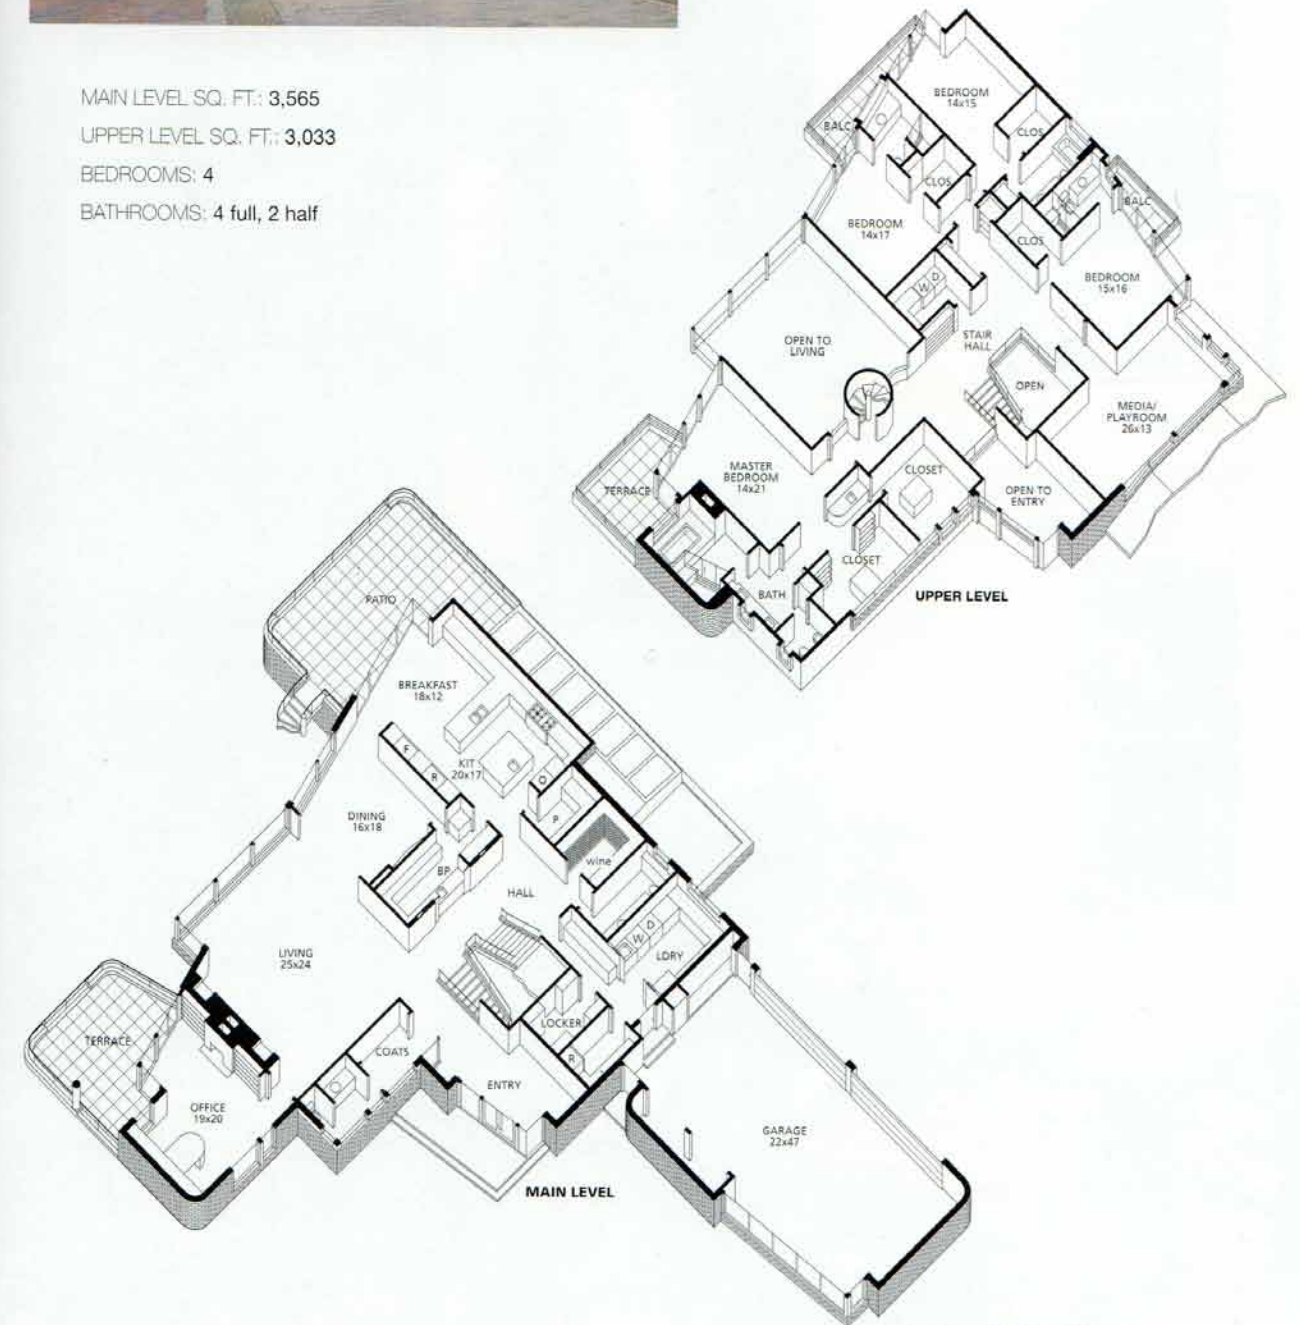 MAIN LEVEL SQ. FT.: 3,565
UPPER LEVEL SQ. FT.: 3,033
BEDROOMS: 4
BATHROOMS: 4 full, 2 half
BEDROOM
14x15
BALC
CLOS
CLOS
BALC
BEDROOM
14x17
CLOS
BEDROOM
15x16
D
W
STAIR
HALL
OPEN TO
LIVING
OPEN
MEDIA/
PLAYROOM
26x13
MASTER
BEDROOM
14x21
CLOSET
TERRACE
OPEN TO
ENTRY
CLOSET
BATH
UPPER LEVEL
PATIO
BREAKFAST
18x12
F
R
KIT
20x17
O
DINING
16x18
P
wine
BP
HALL
D
W
LDRY
LIVING
25x24
LOCKER
R
TERRACE
COATS
ENTRY
OFFICE
19x20
GARAGE
22x47
MAIN LEVEL